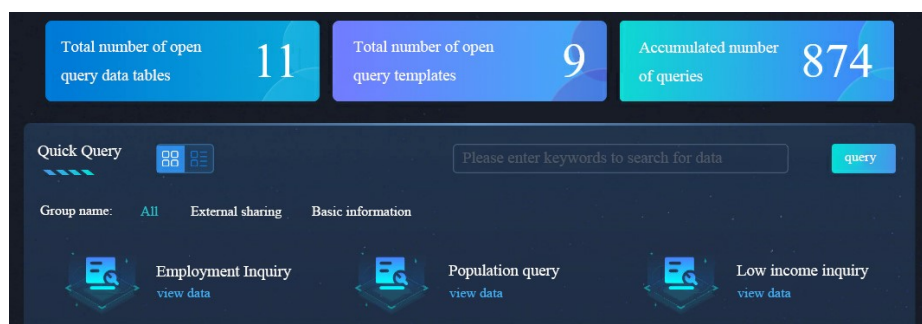 Total number of open
query data tables
11
Total number of open
query templates
9
Accumulated number
of queries
874
Quick Query
Please enter keywords to search for data
query
Group name: All External sharing Basic information
Employment Inquiry
view data
Population query
view data
Low income inquiry
view data